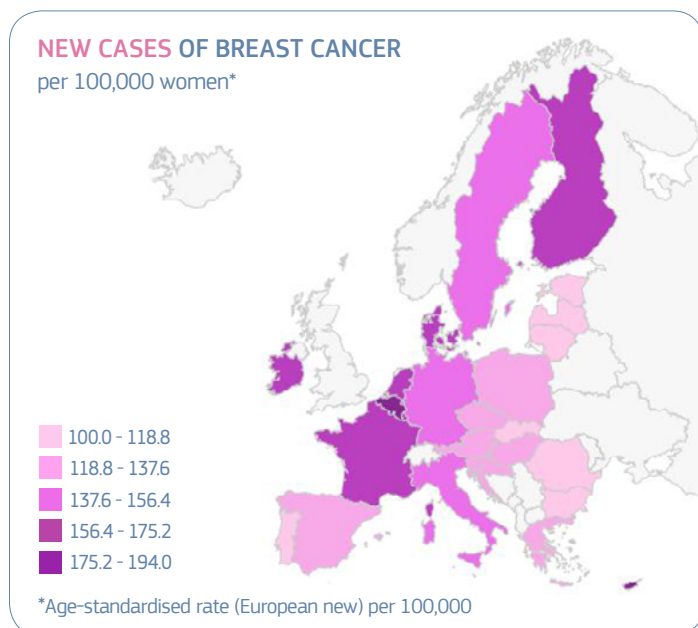 NEW CASES OF BREAST CANCER
per 100,000 women*
100.0 - 118.8
118.8 - 137.6
137.6 - 156.4
156.4 - 175.2
175.2 - 194.0
*Age-standardised rate (European new) per 100,000